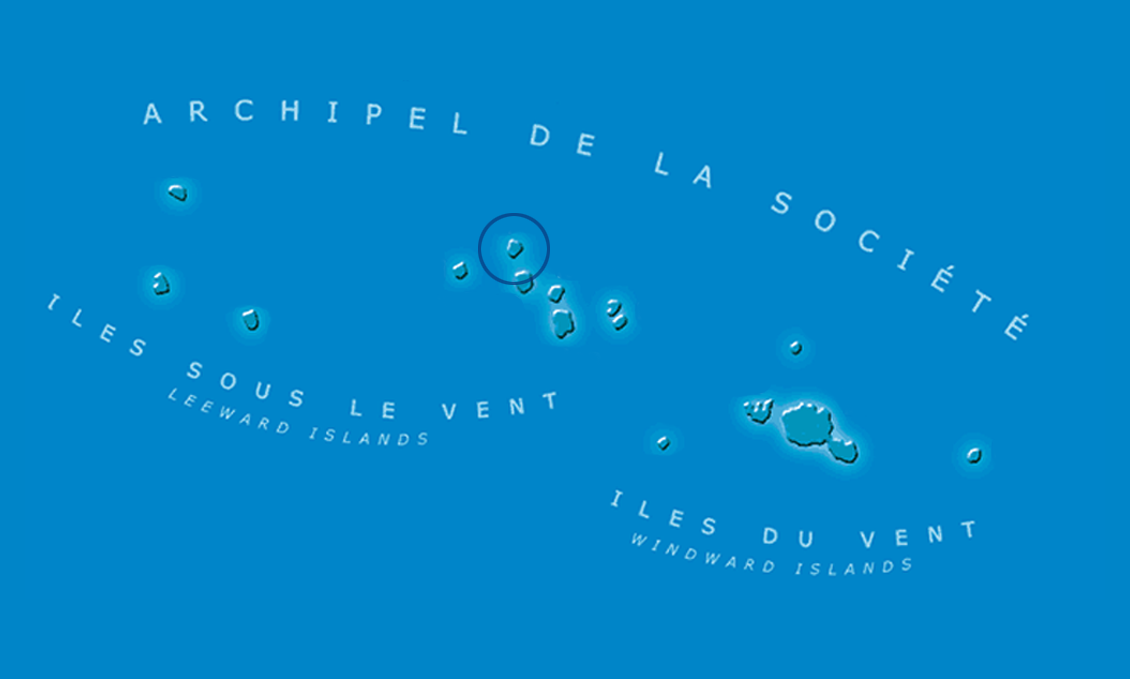 ARCHIPEL DE LA SOCIÉTÉ
ILES SOUS LE VENT
LEEWARD ISLANDS
ILES DU VENT
WINDWARD ISLANDS